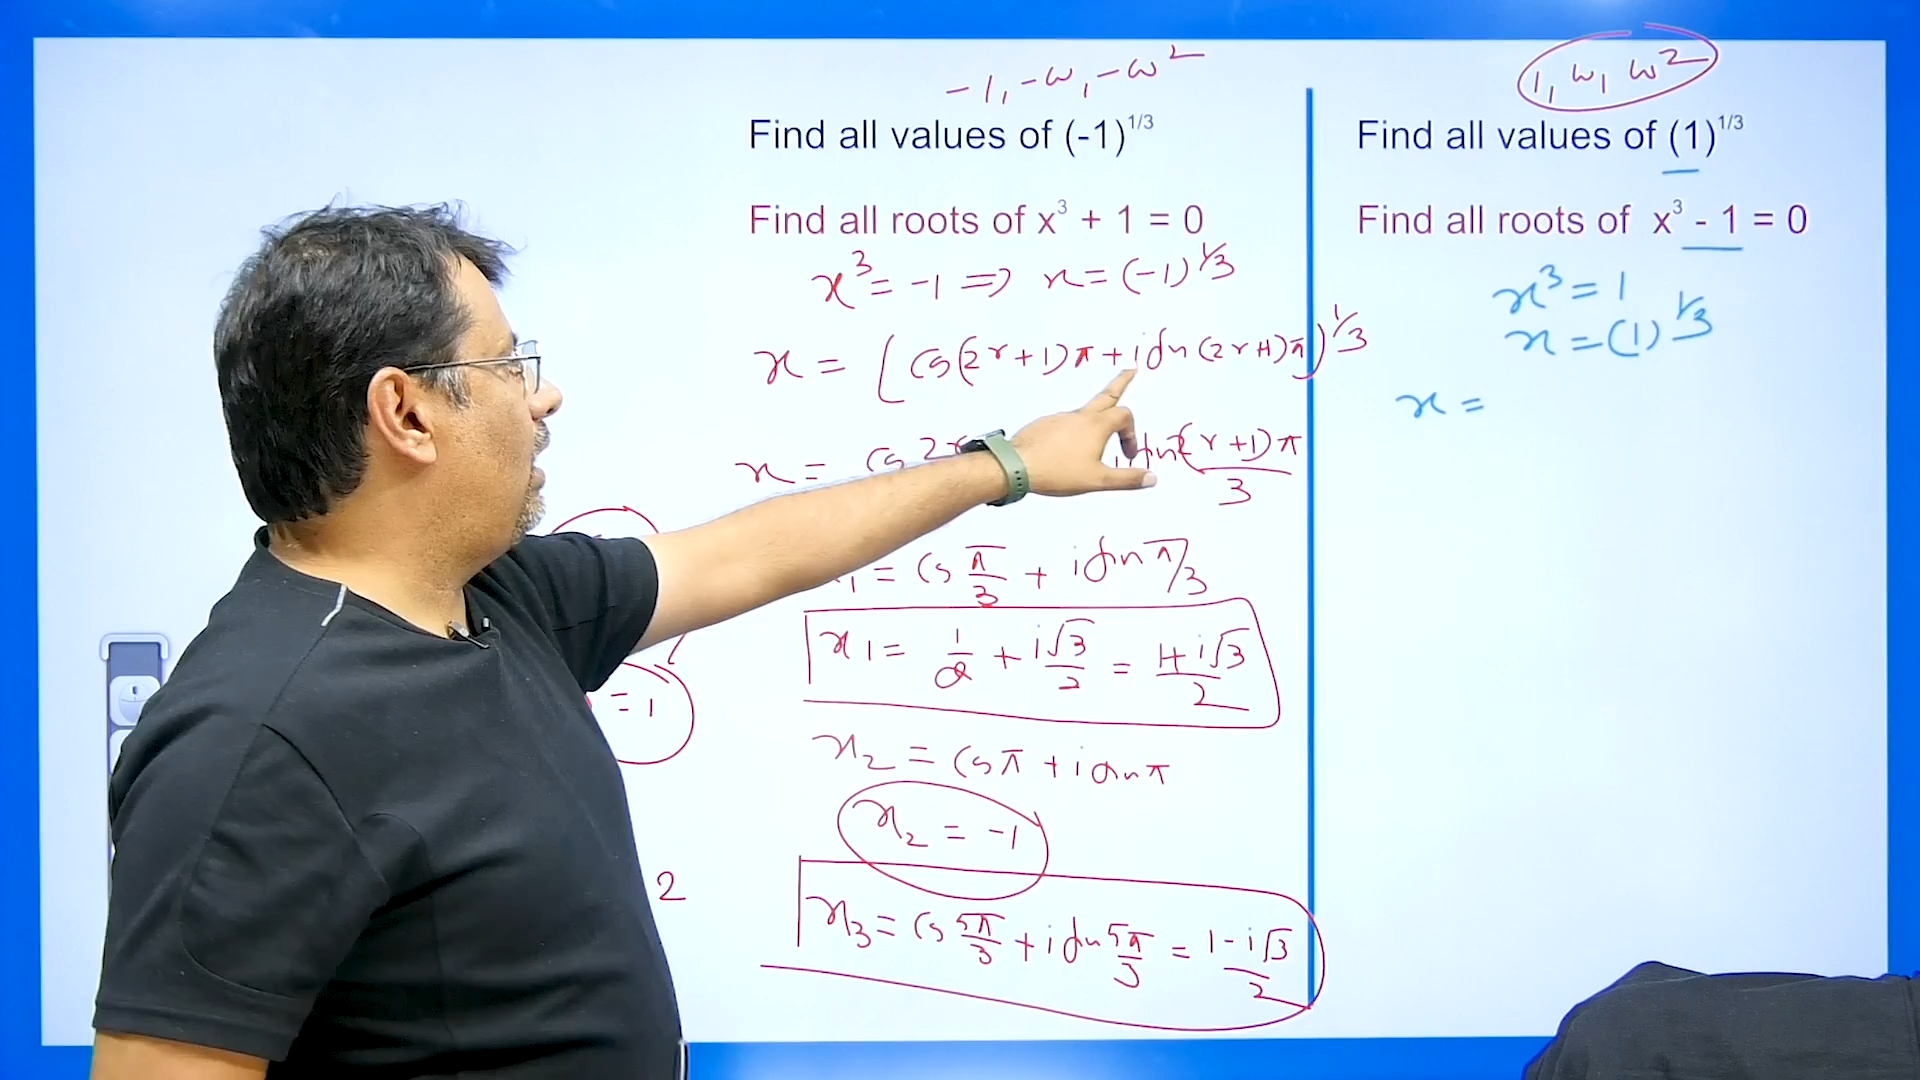 -1, -ω, -ω²
Find all values of (-1)^1/3
Find all roots of x³ + 1 = 0
x³ = -1 ⇒ x = (-1)^1/3
x = [cos(2r+1)π + i sin(2r+1)π]^1/3
x = cos 2r sin (2r+1)π/3
1 = cos π/3 + i sin π/3
x1 = 1/2 + i√3/2 = 1+i√3/2
= 1
x2 = cos π + i sin π
x2 = -1
2
x3 = cos 5π/3 + i sin 5π/3 = 1-i√3/2
1, ω, ω²
Find all values of (1)^1/3
Find all roots of x³ - 1 = 0
x³ = 1
x = (1)^1/3
x =